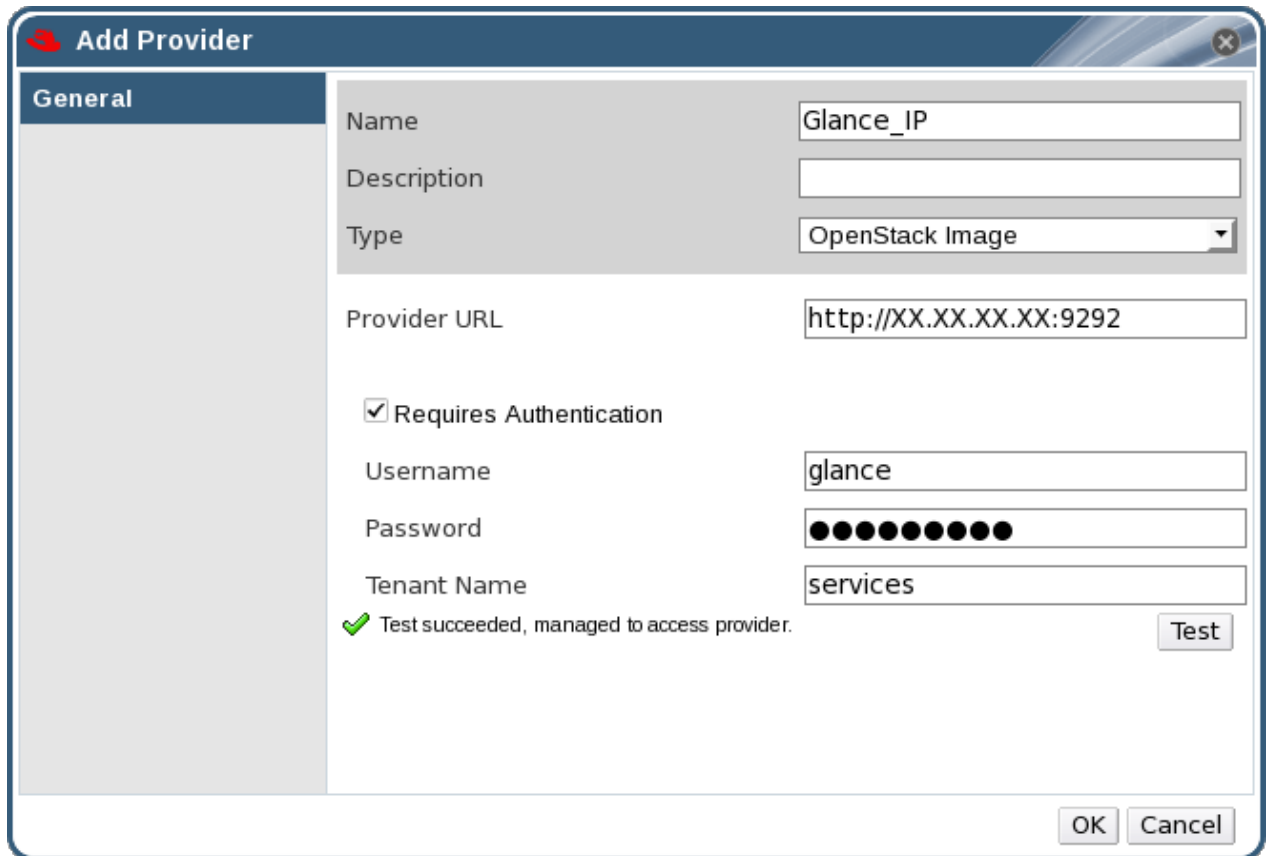 Add Provider
General
Name Glance_IP
Description
Type OpenStack Image
Provider URL http://XX.XX.XX.XX:9292
Requires Authentication
Username glance
Password ●●●●●●●●●
Tenant Name services
Test succeeded, managed to access provider.
Test
OK Cancel